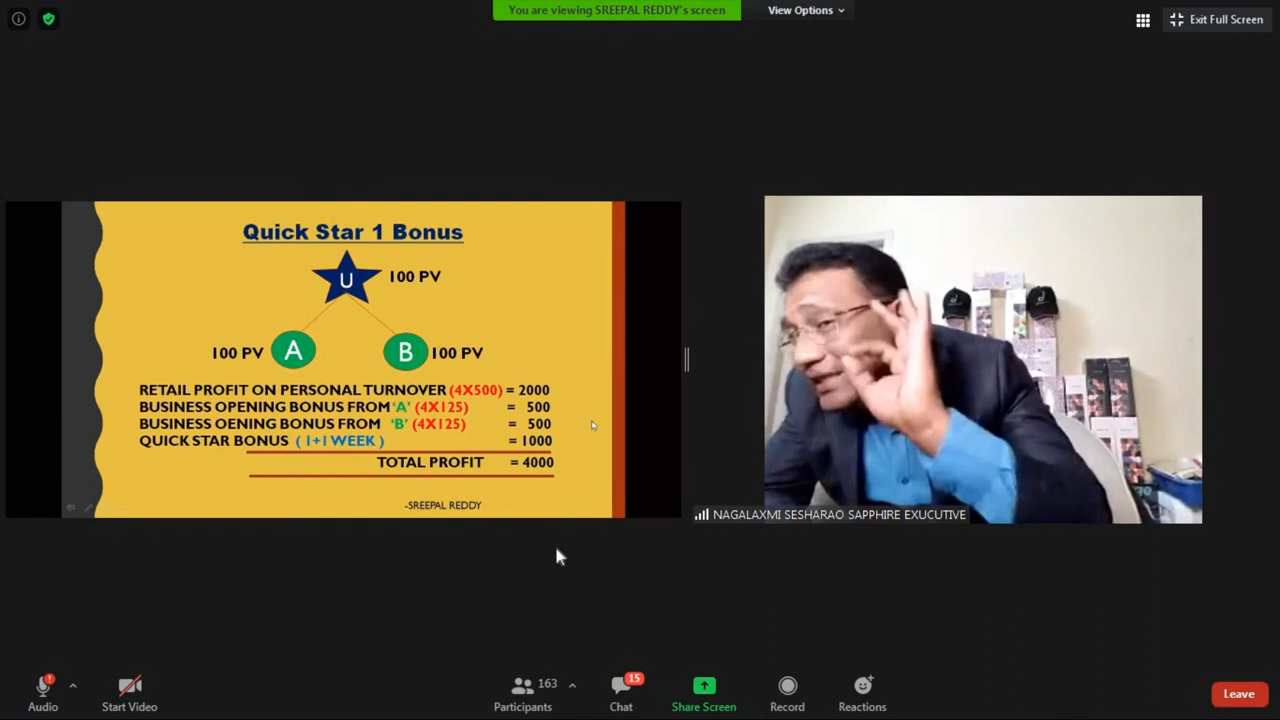 You are viewing SREEPAL REDDY's screen
View Options
Exit Full Screen
Quick Star 1 Bonus
U
100 PV
100 PV
A
B
100 PV
RETAIL PROFIT ON PERSONAL TURNOVER (4X500) = 2000
BUSINESS OPENING BONUS FROM 'A' (4X125) = 500
BUSINESS OENING BONUS FROM 'B' (4X125) = 500
QUICK STAR BONUS ( 1+1 WEEK ) = 1000
TOTAL PROFIT = 4000
-SREEPAL REDDY
NAGALAXMI SESHARAO SAPPHIRE EXUCUTIVE
163
15
Audio
Start Video
Participants
Chat
Share Screen
Record
Reactions
Leave